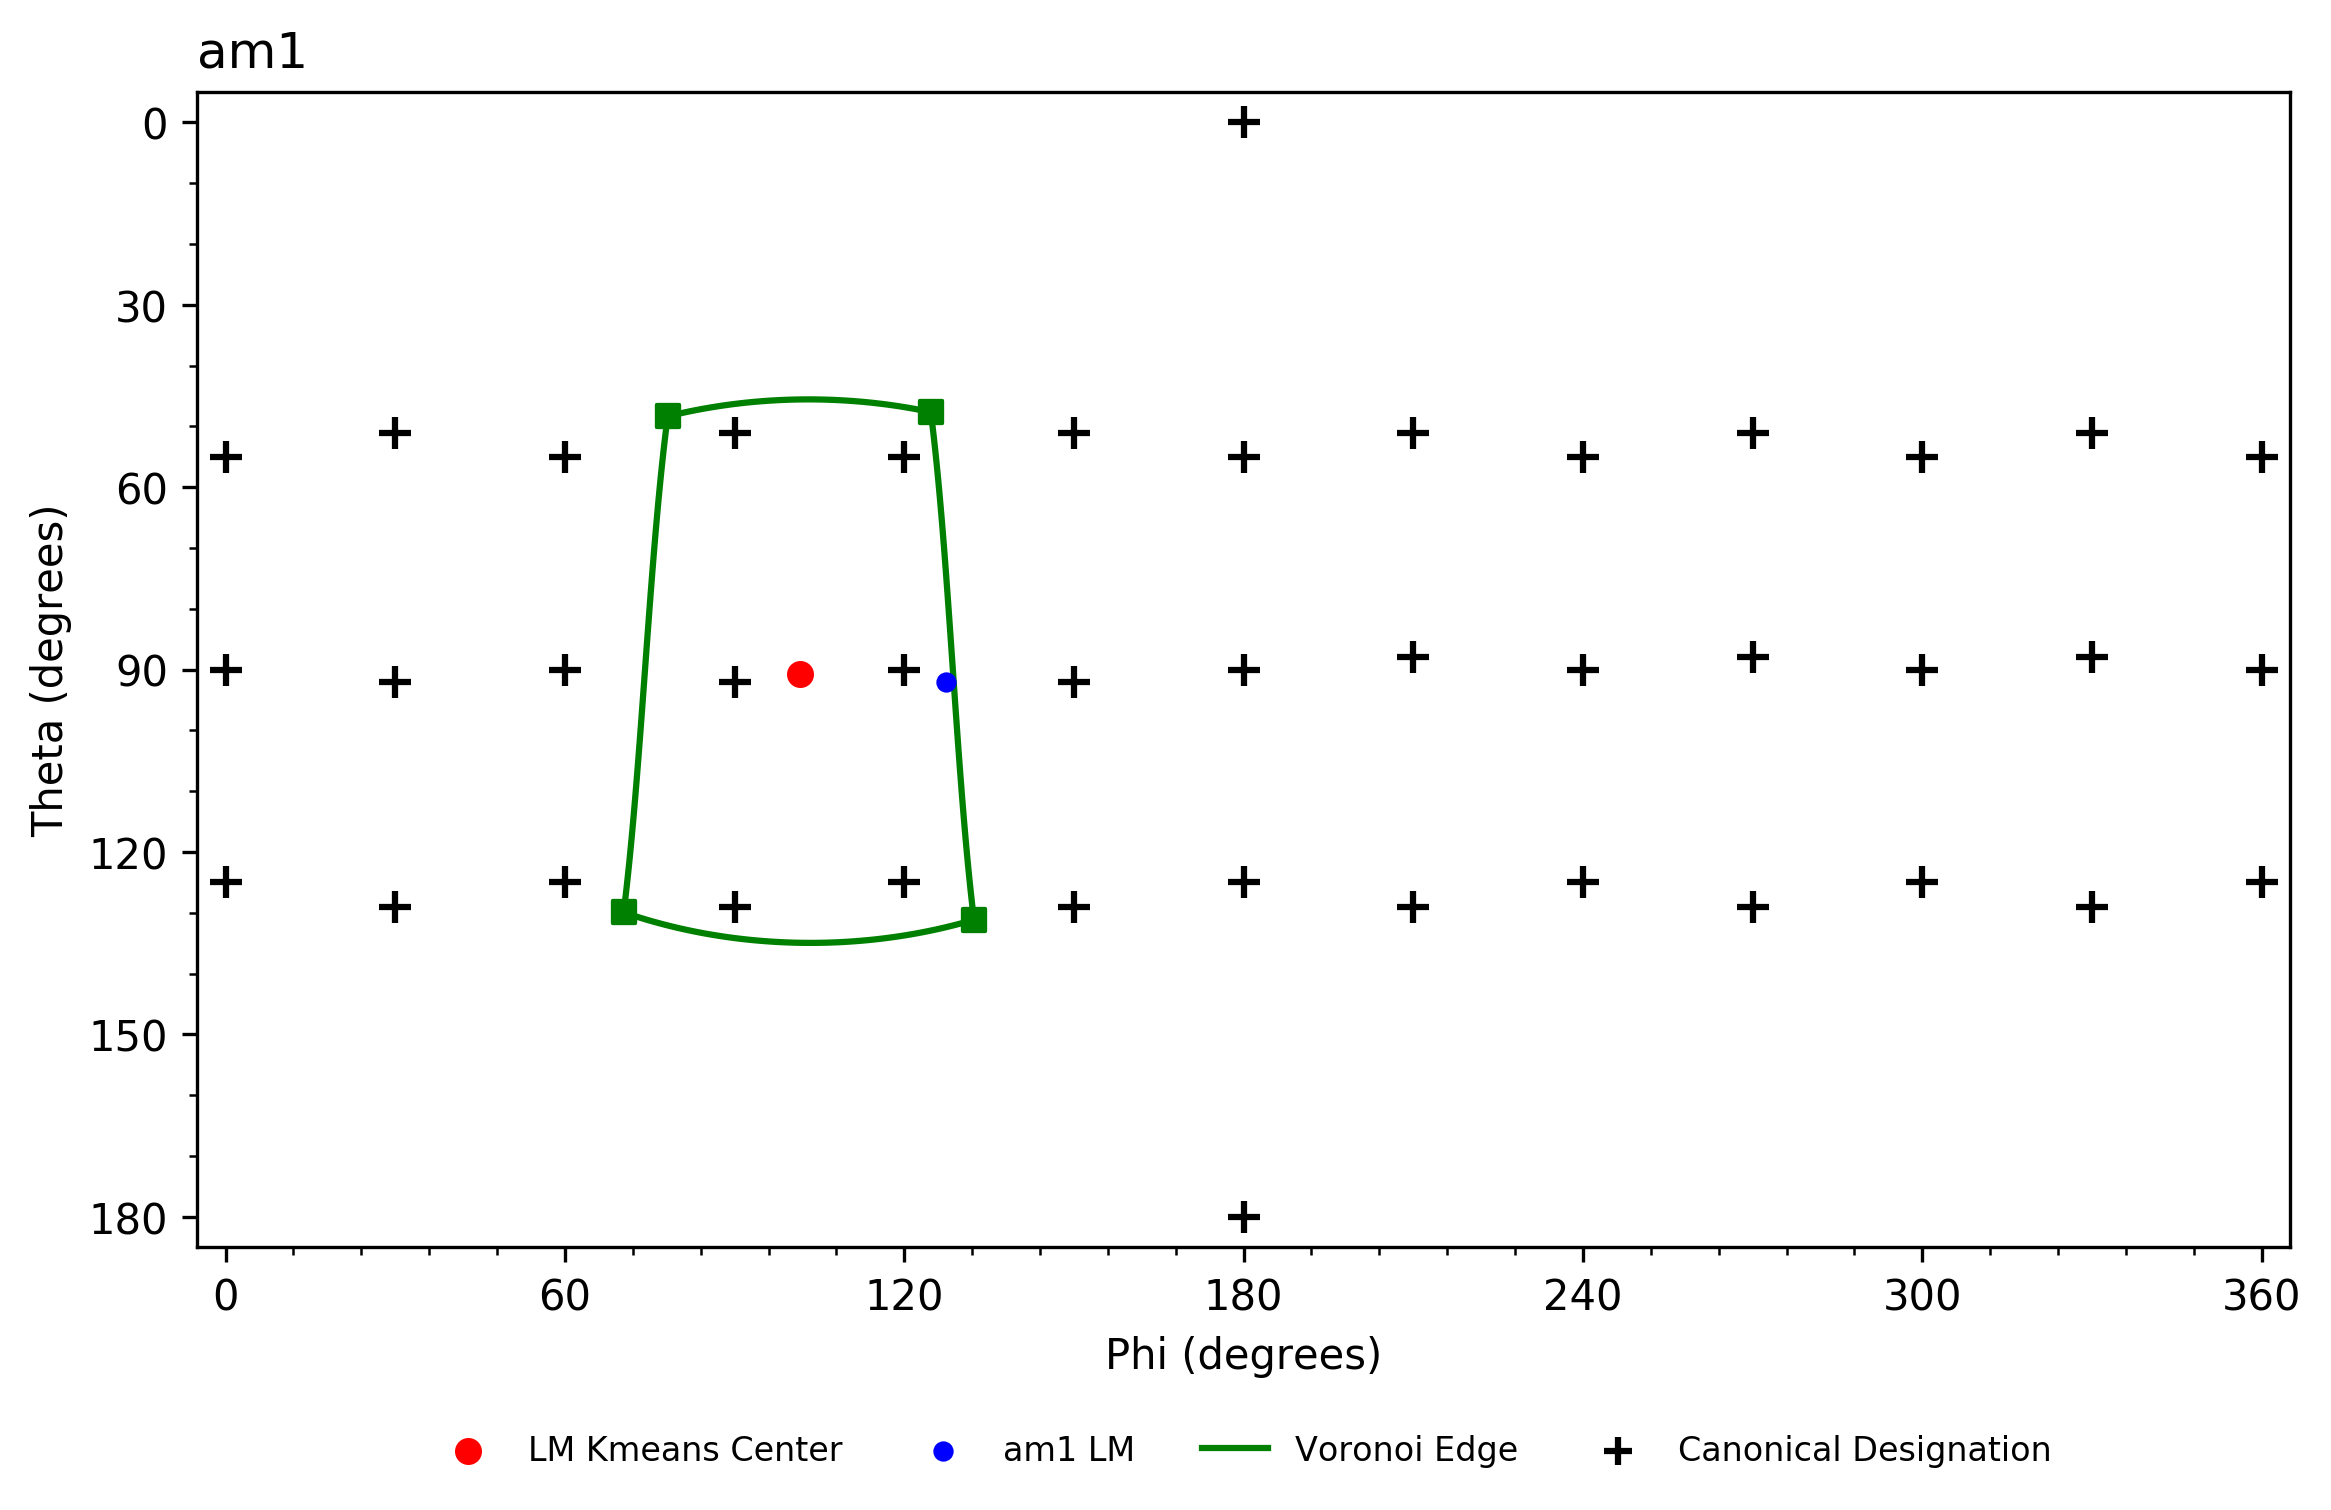 am1
0
30
60
90
120
150
180
Theta (degrees)
0 60 120 180 240 300 360
Phi (degrees)
LM Kmeans Center am1 LM Voronoi Edge Canonical Designation